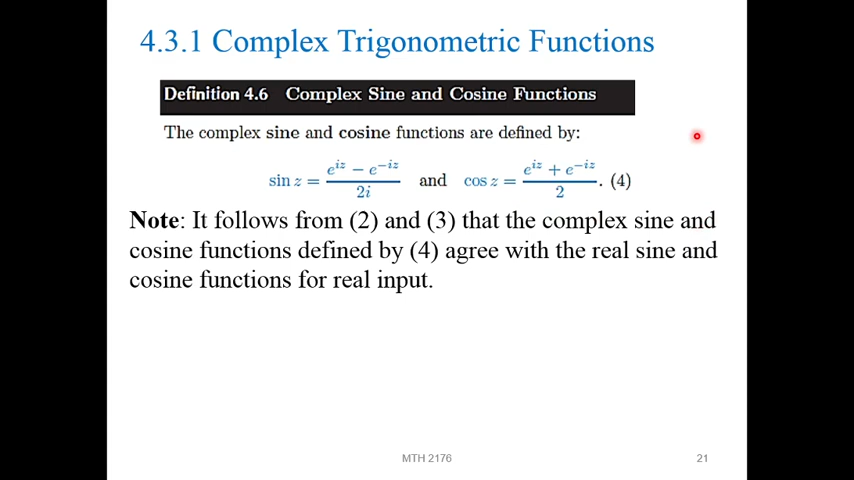 4.3.1 Complex Trigonometric Functions
Definition 4.6 Complex Sine and Cosine Functions
The complex sine and cosine functions are defined by:
sin z = \frac{e^{iz} − e^{−iz}}{2i} and cos z = \frac{e^{iz} + e^{−iz}}{2}. (4)
Note: It follows from (2) and (3) that the complex sine and
cosine functions defined by (4) agree with the real sine and
cosine functions for real input.
MTH 2176 21